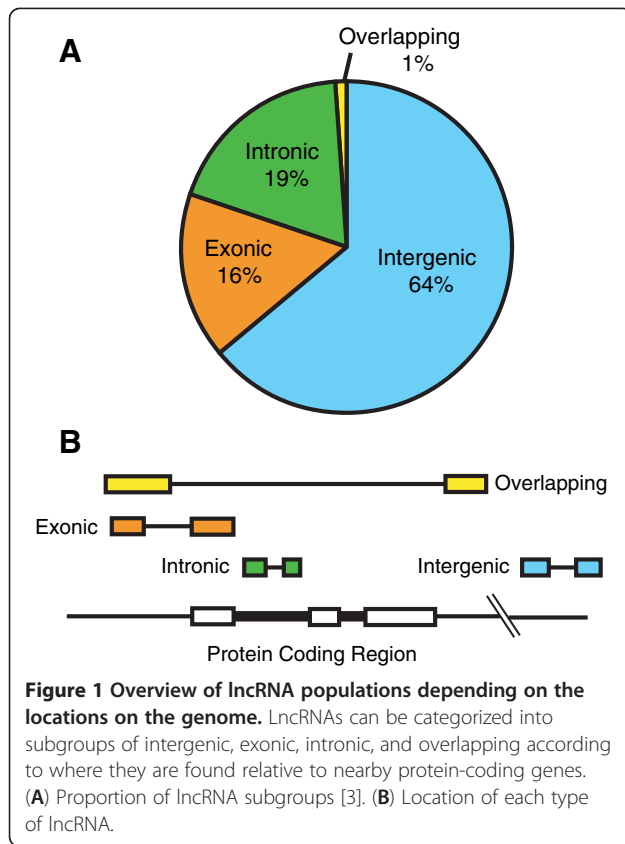 A
Overlapping
1%
Intronic
19%
Exonic
16%
Intergenic
64%
B
Overlapping
Exonic
Intronic
Intergenic
Protein Coding Region
Figure 1 Overview of lncRNA populations depending on the
locations on the genome. LncRNAs can be categorized into
subgroups of intergenic, exonic, intronic, and overlapping according
to where they are found relative to nearby protein-coding genes.
(A) Proportion of lncRNA subgroups [3]. (B) Location of each type
of lncRNA.